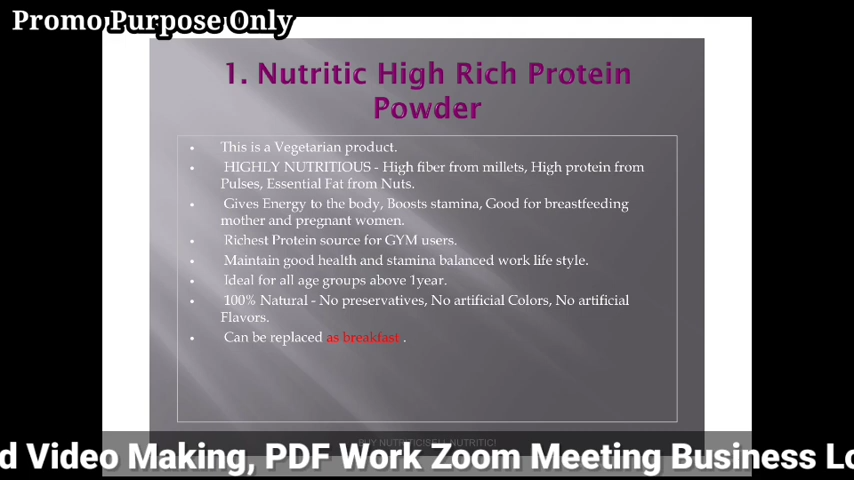 Promo Purpose Only
1. Nutritic High Rich Protein
Powder
• This is a Vegetarian product.
• HIGHLY NUTRITIOUS - High fiber from millets, High protein from
Pulses, Essential Fat from Nuts.
• Gives Energy to the body, Boosts stamina, Good for breastfeeding
mother and pregnant women.
• Richest Protein source for GYM users.
• Maintain good health and stamina balanced work life style.
• Ideal for all age groups above 1year.
• 100% Natural - No preservatives, No artificial Colors, No artificial
Flavors.
• Can be replaced as breakfast .
BUY NUTRITIC!SELL NUTRITIC!
d Video Making, PDF Work Zoom Meeting Business Lo